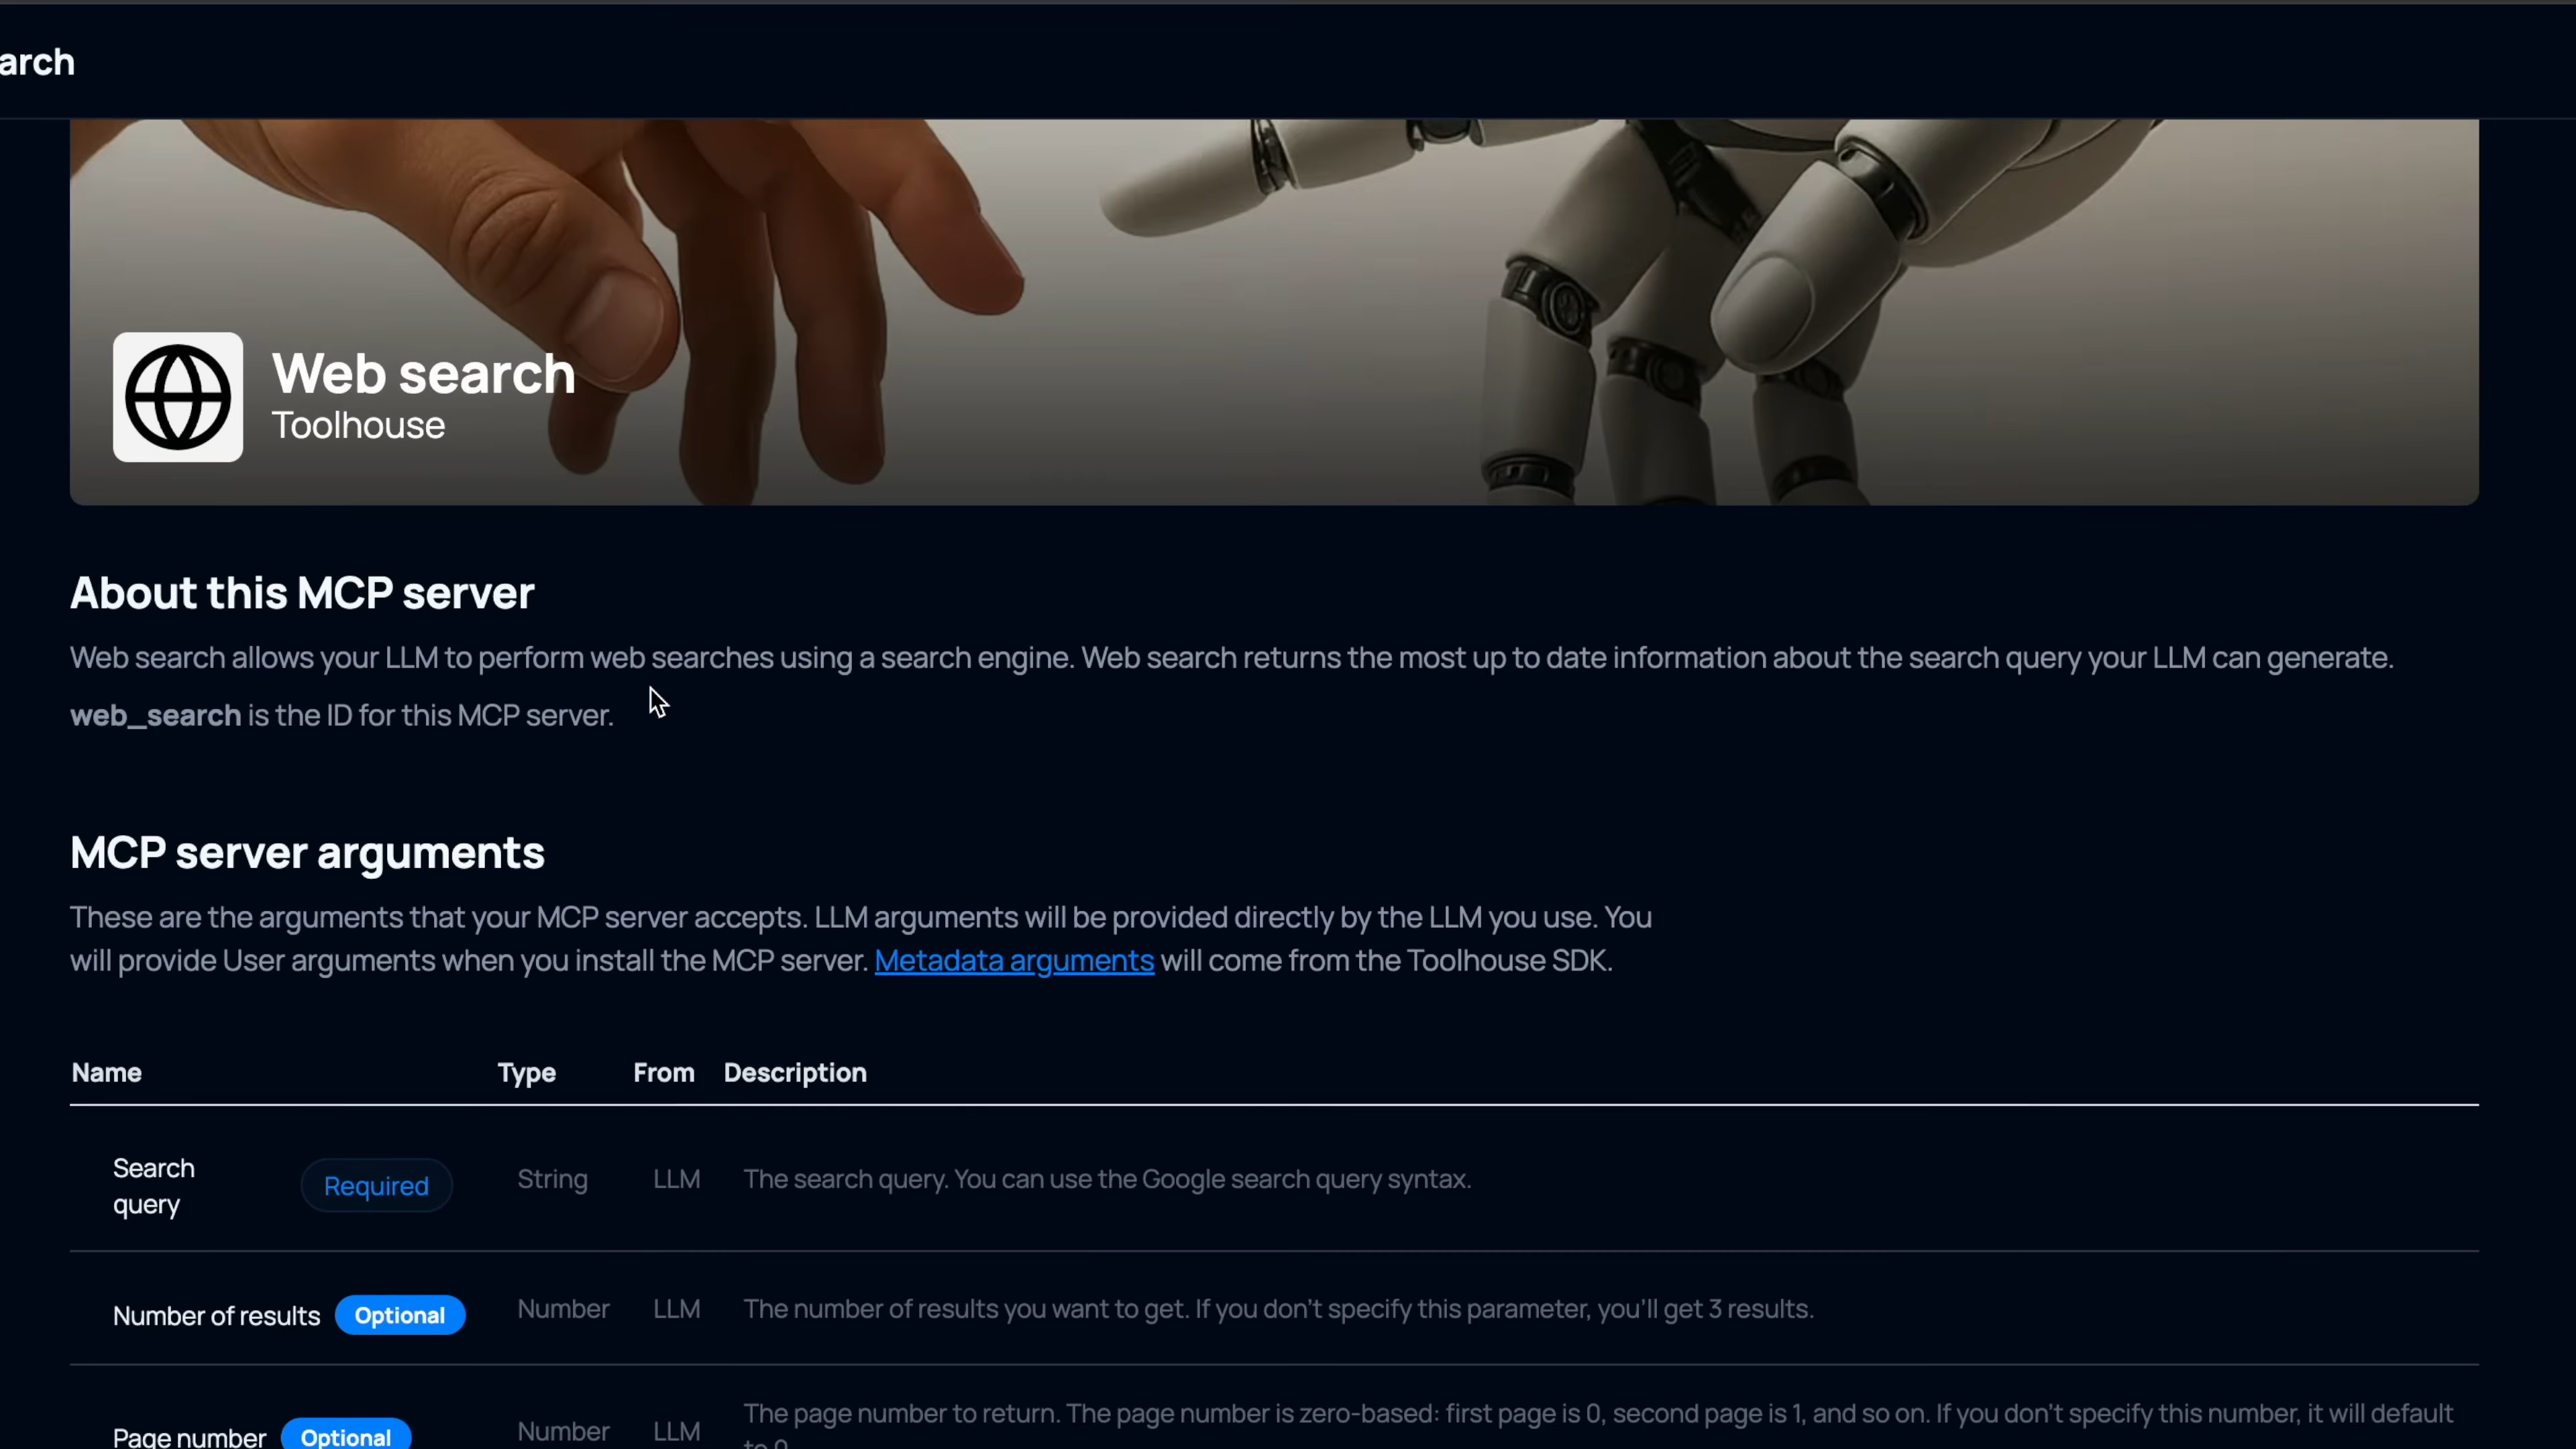 arch
Web search
Toolhouse
About this MCP server
Web search allows your LLM to perform web searches using a search engine. Web search returns the most up to date information about the search query your LLM can generate.
web_search is the ID for this MCP server.
MCP server arguments
These are the arguments that your MCP server accepts. LLM arguments will be provided directly by the LLM you use. You
will provide User arguments when you install the MCP server. Metadata arguments will come from the Toolhouse SDK.
Name Type From Description
Search
query
Required String LLM The search query. You can use the Google search query syntax.
Number of results Optional Number LLM The number of results you want to get. If you don't specify this parameter, you'll get 3 results.
Page number Optional Number LLM The page number to return. The page number is zero-based: first page is 0, second page is 1, and so on. If you don't specify this number, it will default
to 0